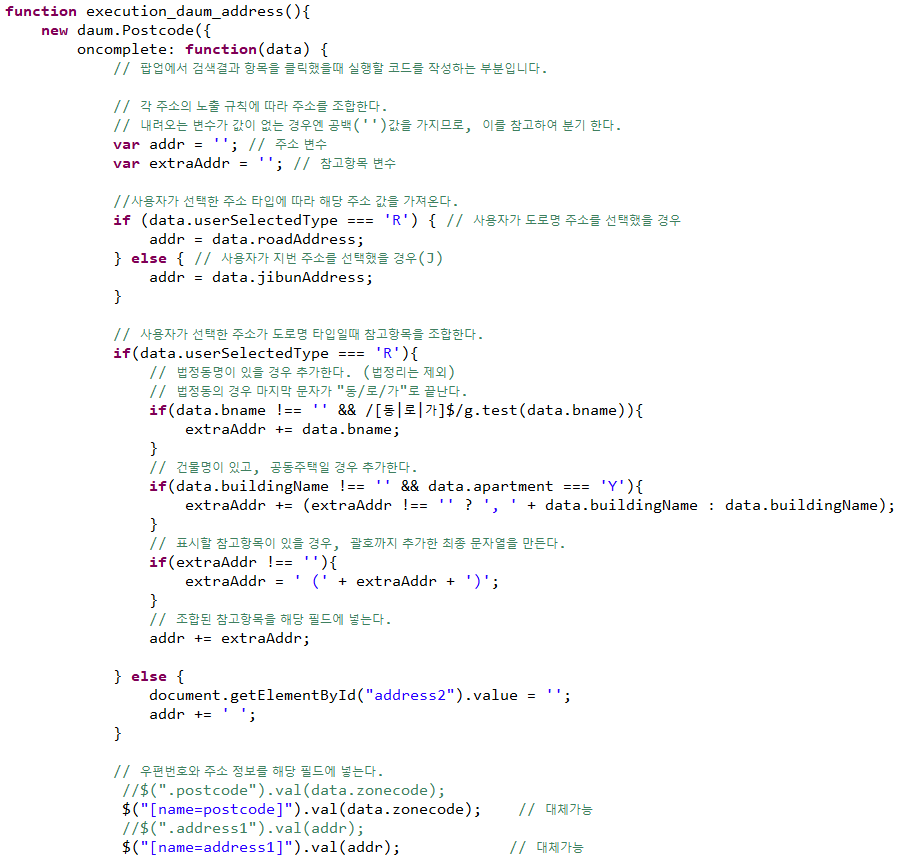 function execution_daum_address(){
new daum.Postcode({
oncomplete: function(data) {
// 팝업에서 검색결과 항목을 클릭했을때 실행할 코드를 작성하는 부분입니다.
// 각 주소의 노출 규칙에 따라 주소를 조합한다.
// 내려오는 변수가 값이 없는 경우엔 공백('')값을 가지므로, 이를 참고하여 분기 한다.
var addr = ''; // 주소 변수
var extraAddr = ''; // 참고항목 변수
//사용자가 선택한 주소 타입에 따라 해당 주소 값을 가져온다.
if (data.userSelectedType === 'R') { // 사용자가 도로명 주소를 선택했을 경우
addr = data.roadAddress;
} else { // 사용자가 지번 주소를 선택했을 경우(J)
addr = data.jibunAddress;
}
// 사용자가 선택한 주소가 도로명 타입일때 참고항목을 조합한다.
if(data.userSelectedType === 'R'){
// 법정동명이 있을 경우 추가한다. (법정리는 제외)
// 법정동의 경우 마지막 문자가 "동/로/가"로 끝난다.
if(data.bname !== '' && /[동|로|가]$/g.test(data.bname)){
extraAddr += data.bname;
}
// 건물명이 있고, 공동주택일 경우 추가한다.
if(data.buildingName !== '' && data.apartment === 'Y'){
extraAddr += (extraAddr !== '' ? ', ' + data.buildingName : data.buildingName);
}
// 표시할 참고항목이 있을 경우, 괄호까지 추가한 최종 문자열을 만든다.
if(extraAddr !== ''){
extraAddr = ' (' + extraAddr + ')';
}
// 조합된 참고항목을 해당 필드에 넣는다.
addr += extraAddr;
} else {
document.getElementById("address2").value = '';
addr += ' ';
}
// 우편번호와 주소 정보를 해당 필드에 넣는다.
//$(".postcode").val(data.zonecode);
$("[name=postcode]").val(data.zonecode); // 대체가능
//$(".address1").val(addr);
$("[name=address1]").val(addr); // 대체가능